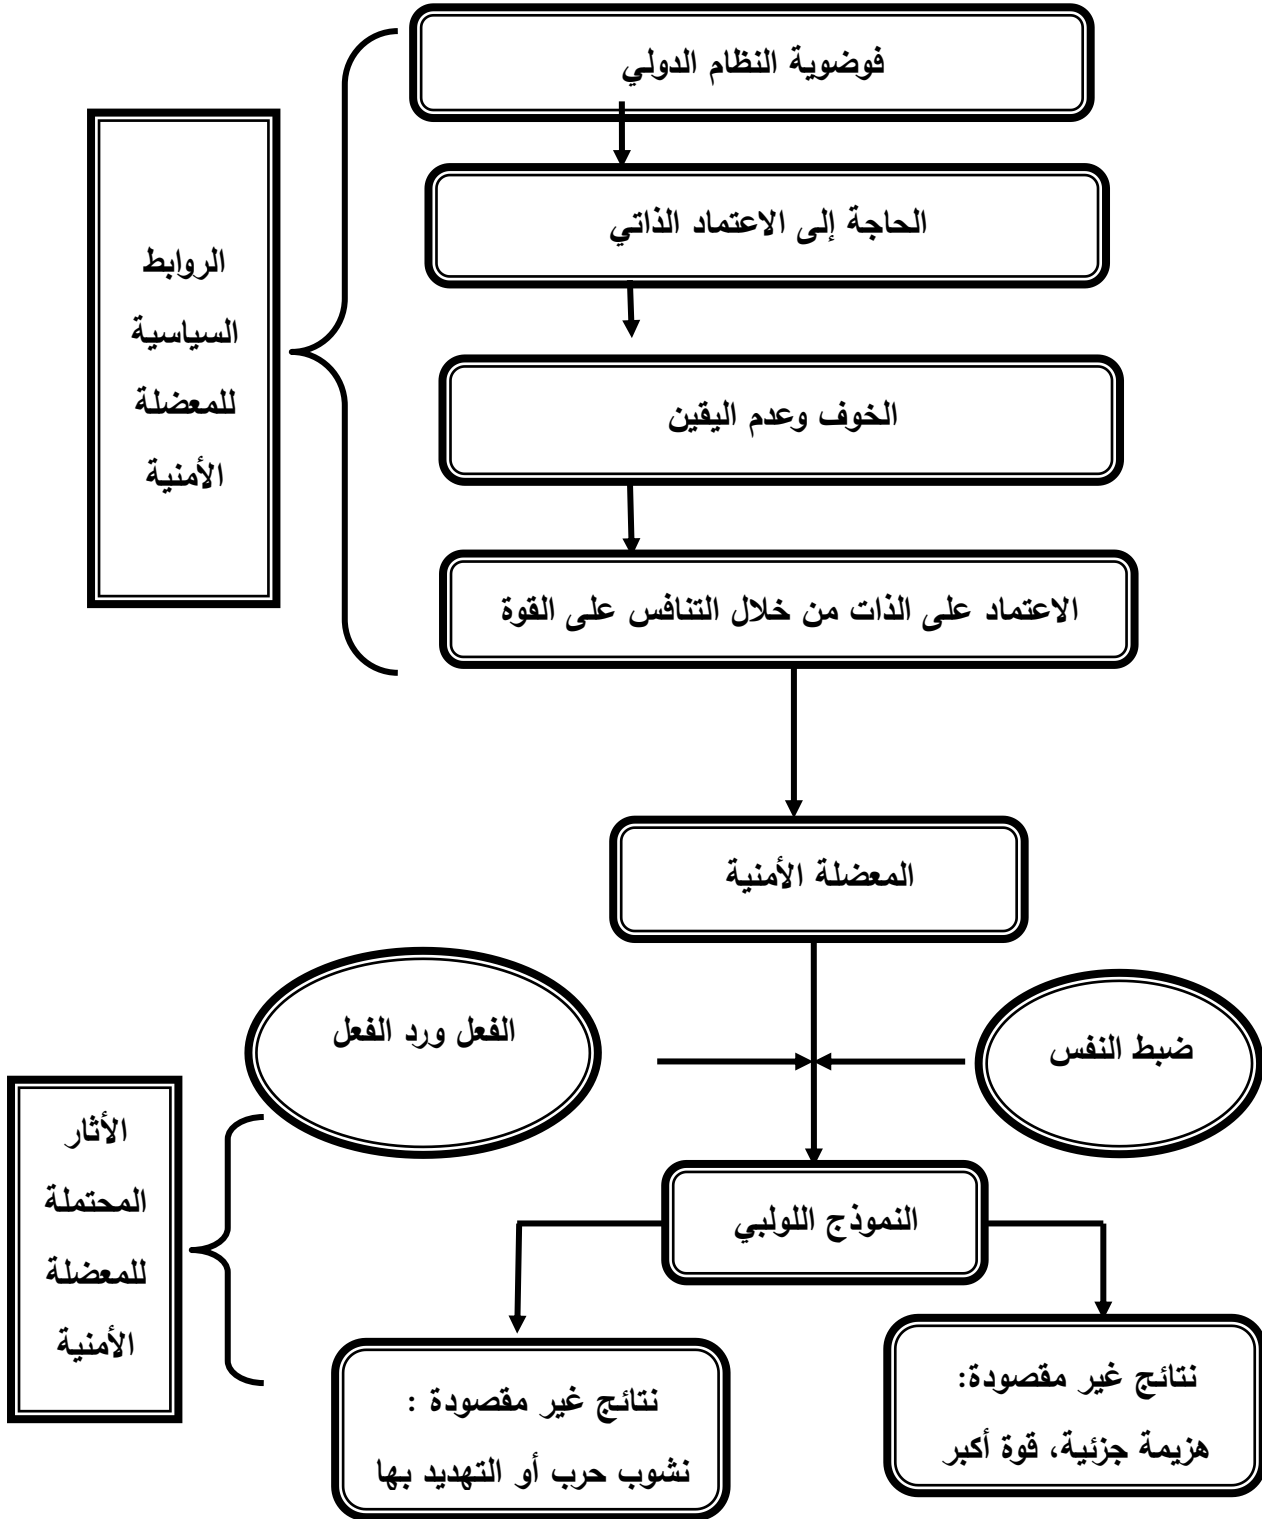 فوضوية النظام الدولي
الحاجة إلى الاعتماد الذاتي
الخوف وعدم اليقين
الاعتماد على الذات من خلال التنافس على القوة
الروابط
السياسية
للمعضلة
الأمنية
المعضلة الأمنية
ضبط النفس
الفعل ورد الفعل
النموذج اللولبي
الأثار
المحتملة
للمعضلة
الأمنية
نتائج غير مقصودة:
هزيمة جزئية، قوة أكبر
نتائج غير مقصودة :
نشوب حرب أو التهديد بها